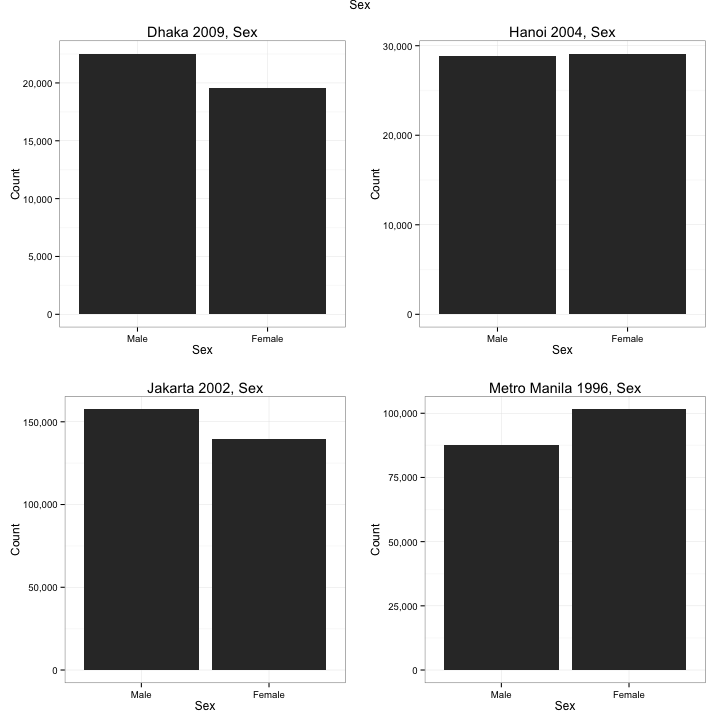 Sex
Dhaka 2009, Sex
Count
20,000
15,000
10,000
5,000
0
Male Female
Sex
Hanoi 2004, Sex
Count
30,000
20,000
10,000
0
Male Female
Sex
Jakarta 2002, Sex
Count
150,000
100,000
50,000
0
Male Female
Sex
Metro Manila 1996, Sex
Count
100,000
75,000
50,000
25,000
0
Male Female
Sex